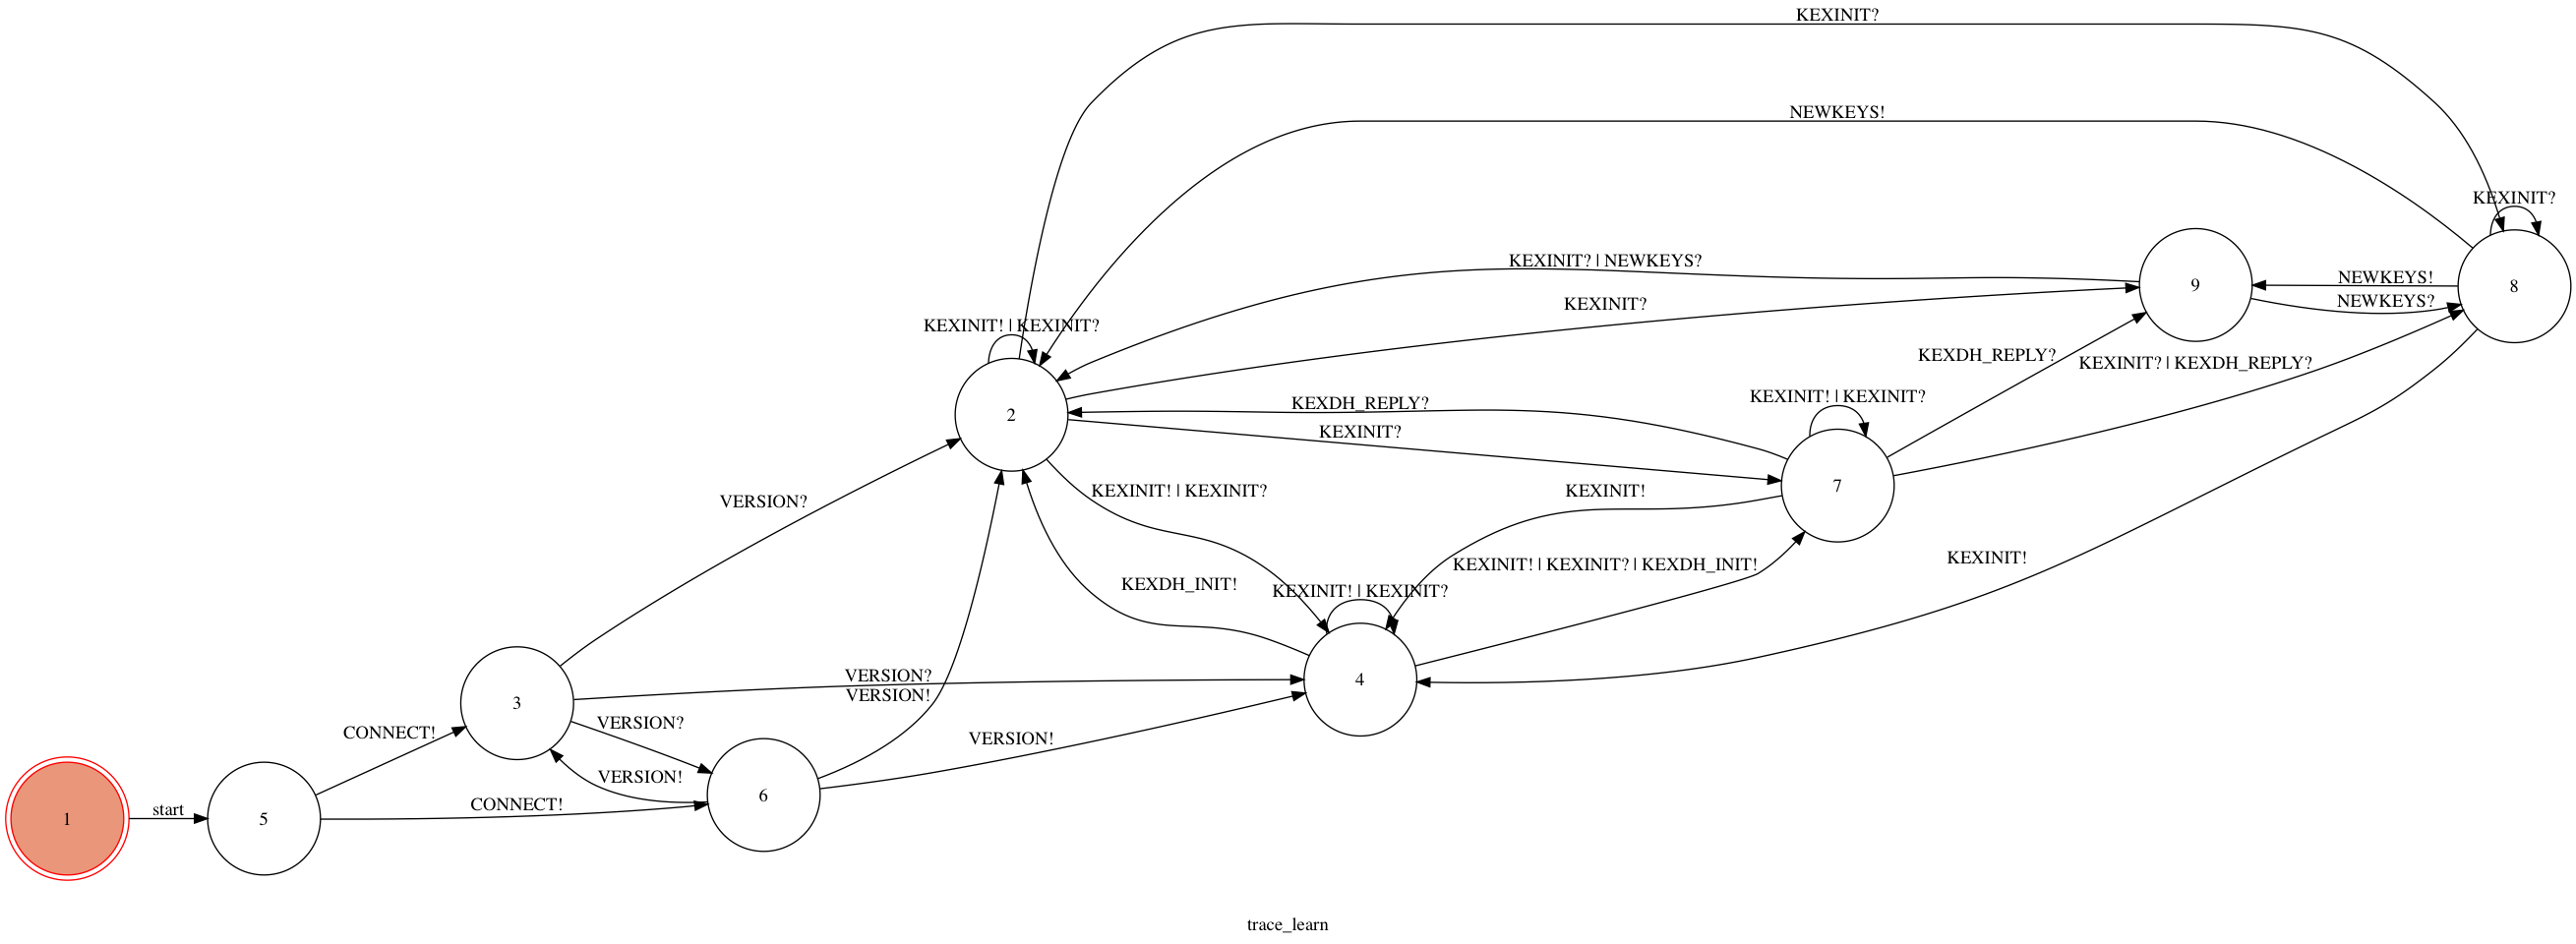 KEXINIT?
NEWKEYS!
KEXINIT?
KEXINIT? | NEWKEYS?
9
8
NEWKEYS!
NEWKEYS?
KEXINIT?
KEXINIT! | KEXINIT?
KEXDH_REPLY?
KEXINIT? | KEXDH_REPLY?
KEXINIT! | KEXINIT?
2
KEXDH_REPLY?
KEXINIT?
7
VERSION?
KEXINIT! | KEXINIT?
KEXINIT!
KEXINIT!
KEXINIT! | KEXINIT? | KEXDH_INIT!
KEXDH_INIT!
KEXINIT! | KEXINIT?
VERSION?
4
VERSION!
3
VERSION?
CONNECT!
VERSION!
VERSION!
6
CONNECT!
start
1
5
trace_learn